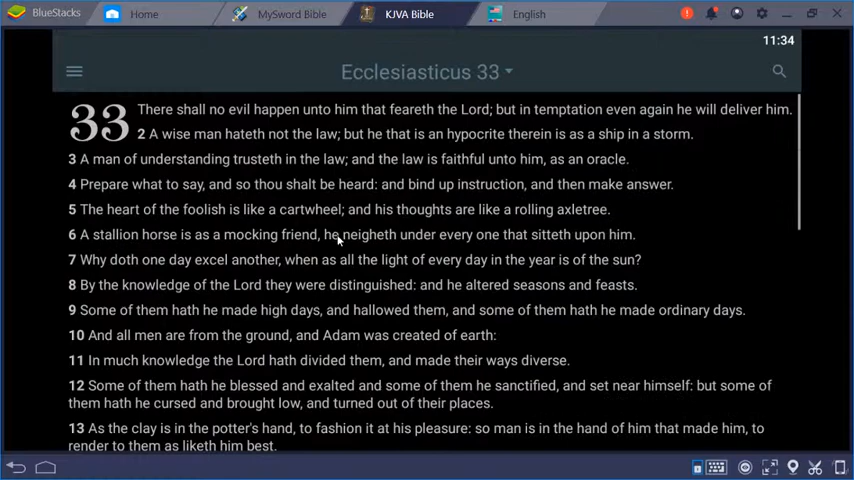 BlueStacks Home MySword Bible KJVA Bible English
11:34
Ecclesiasticus 33
33 There shall no evil happen unto him that feareth the Lord; but in temptation even again he will deliver him.
2 A wise man hateth not the law; but he that is an hypocrite therein is as a ship in a storm.
3 A man of understanding trusteth in the law; and the law is faithful unto him, as an oracle.
4 Prepare what to say, and so thou shalt be heard: and bind up instruction, and then make answer.
5 The heart of the foolish is like a cartwheel; and his thoughts are like a rolling axletree.
6 A stallion horse is as a mocking friend, he neigheth under every one that sitteth upon him.
7 Why doth one day excel another, when as all the light of every day in the year is of the sun?
8 By the knowledge of the Lord they were distinguished: and he altered seasons and feasts.
9 Some of them hath he made high days, and hallowed them, and some of them hath he made ordinary days.
10 And all men are from the ground, and Adam was created of earth:
11 In much knowledge the Lord hath divided them, and made their ways diverse.
12 Some of them hath he blessed and exalted and some of them he sanctified, and set near himself: but some of
them hath he cursed and brought low, and turned out of their places.
13 As the clay is in the potter's hand, to fashion it at his pleasure: so man is in the hand of him that made him, to
render to them as liketh him best.